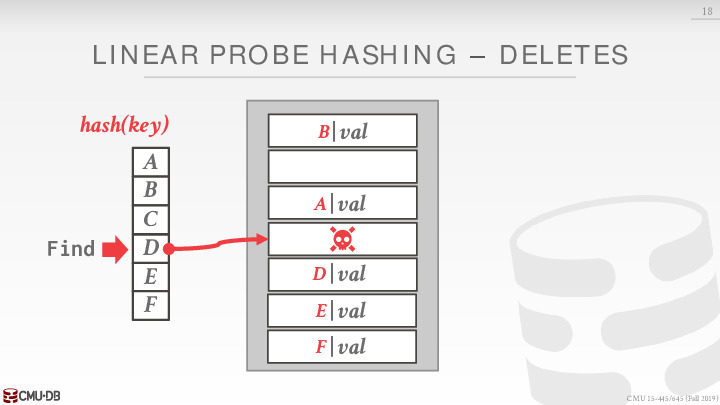 18
LINEAR PROBE HASHING – DELETES
hash(key)
A
B
C
D
E
F
Find
B|val
A|val
D|val
E|val
F|val
CMU·DB
CMU 15-445/645 (Fall 2019)